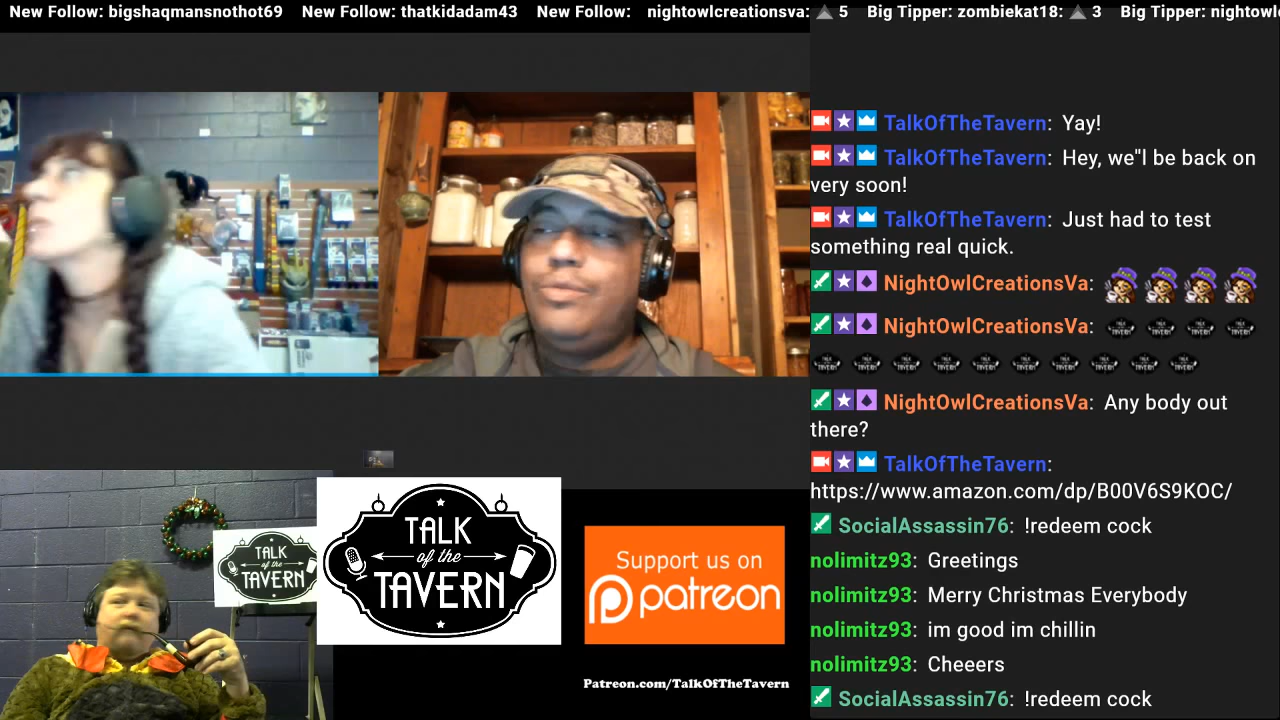 New Follow: bigshaqmansnothot69 New Follow: thatkidadam43 New Follow: nightowlcreationsva: 5 Big Tipper: zombiekat18: 3 Big Tipper: nightowl
TalkOfTheTavern: Yay!
TalkOfTheTavern: Hey, we"ll be back on
very soon!
TalkOfTheTavern: Just had to test
something real quick.
NightOwlCreationsVa:
NightOwlCreationsVa:
NightOwlCreationsVa: Any body out
there?
TalkOfTheTavern:
https://www.amazon.com/dp/B00V6S9KOC/
SocialAssassin76: !redeem cock
nolimitz93: Greetings
nolimitz93: Merry Christmas Everybody
nolimitz93: im good im chillin
nolimitz93: Cheeers
SocialAssassin76: !redeem cock
TALK
of the
TAVERN
TALK
of the
TAVERN
Support us on
patreon
Patreon.com/TalkOfTheTavern